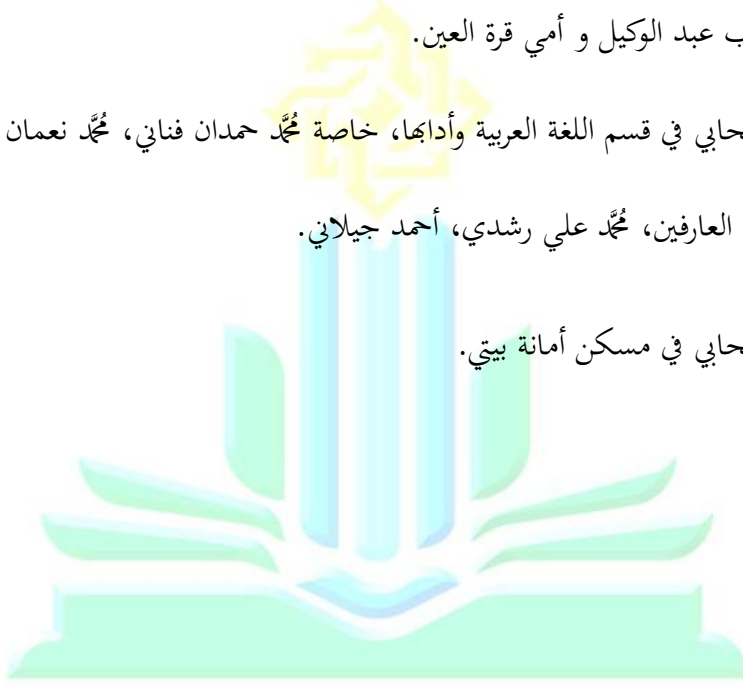 ب عبد الوكيل و أمي قرة العين.
حابي في قسم اللغة العربية وأدابها، خاصة مُحَّد حمدان فناني، مُحَّد نعمان
العارفين، مُحَّد علي رشدي، أحمد جيلاني.
حابي في مسكن أمانة بيتي.